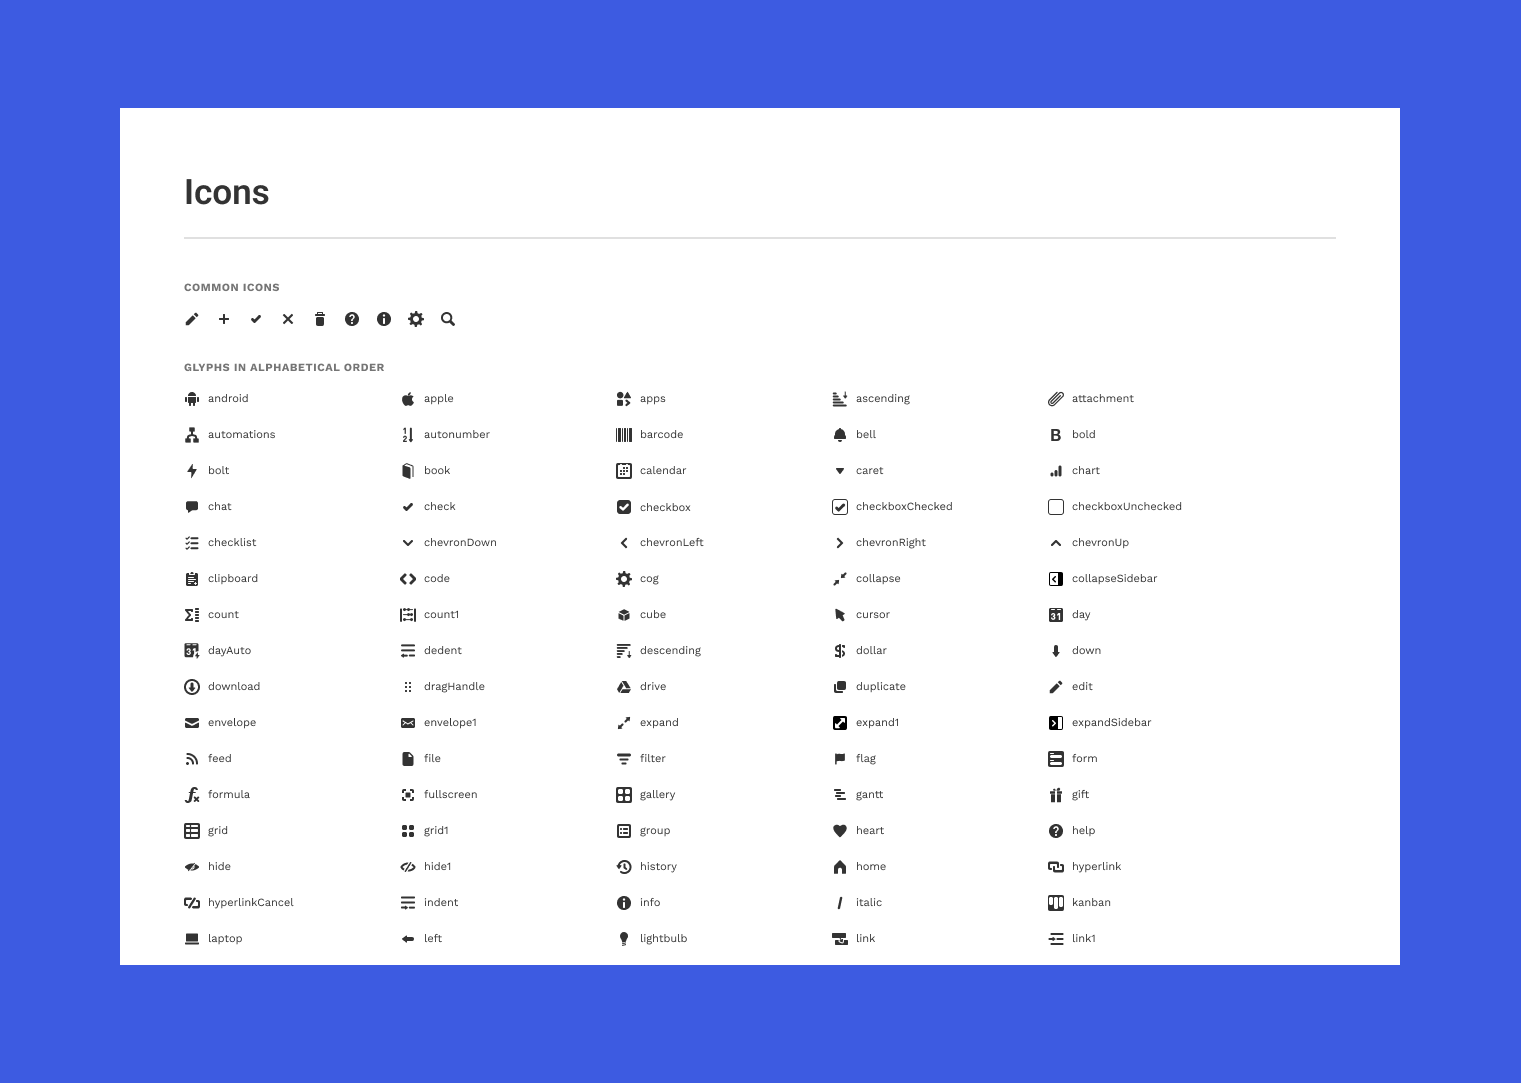 Icons
COMMON ICONS
GLYPHS IN ALPHABETICAL ORDER
android apple apps ascending attachment
automations autonumber barcode bell bold
bolt book calendar caret chart
chat check checkbox checkboxChecked checkboxUnchecked
checklist chevronDown chevronLeft chevronRight chevronUp
clipboard code cog collapse collapseSidebar
count count1 cube cursor day
dayAuto dedent descending dollar down
download dragHandle drive duplicate edit
envelope envelope1 expand expand1 expandSidebar
feed file filter flag form
formula fullscreen gallery gantt gift
grid grid1 group heart help
hide hide1 history home hyperlink
hyperlinkCancel indent info italic kanban
laptop left lightbulb link link1